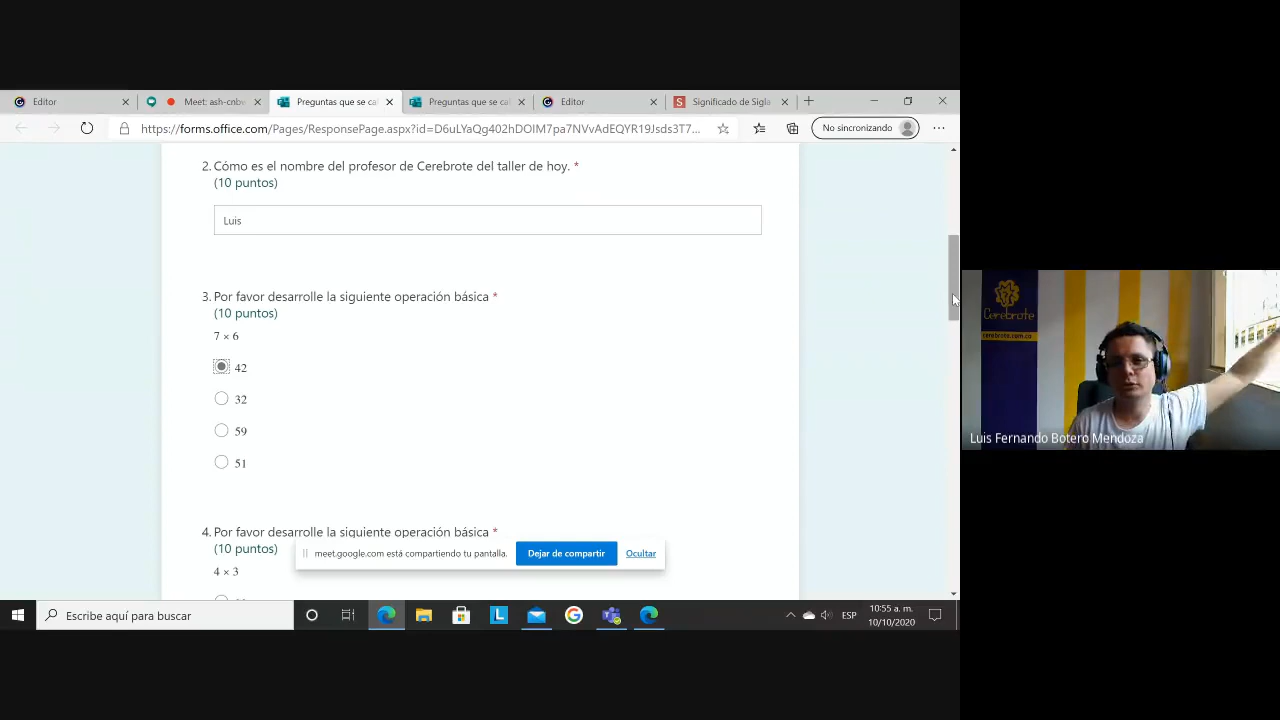 Editor
Meet: ash-cnbw
Preguntas que se ca
Preguntas que se cal
Editor
Significado de Sigla
https://forms.office.com/Pages/ResponsePage.aspx?id=D6uLYaQg402hDOIM7pa7NVvAdEQYR19Jsds3T7...
No sincronizando
2. Cómo es el nombre del profesor de Cerebrote del taller de hoy. *
(10 puntos)
Luis
3. Por favor desarrolle la siguiente operación básica *
(10 puntos)
7 × 6
42
32
59
51
4. Por favor desarrolle la siguiente operación básica *
(10 puntos)
4 × 3
meet.google.com está compartiendo tu pantalla.
Dejar de compartir
Ocultar
Escribe aquí para buscar
ESP
10:55 a. m.
10/10/2020
Cerebrote
cerebrote.com.co
Luis Fernando Botero Mendoza